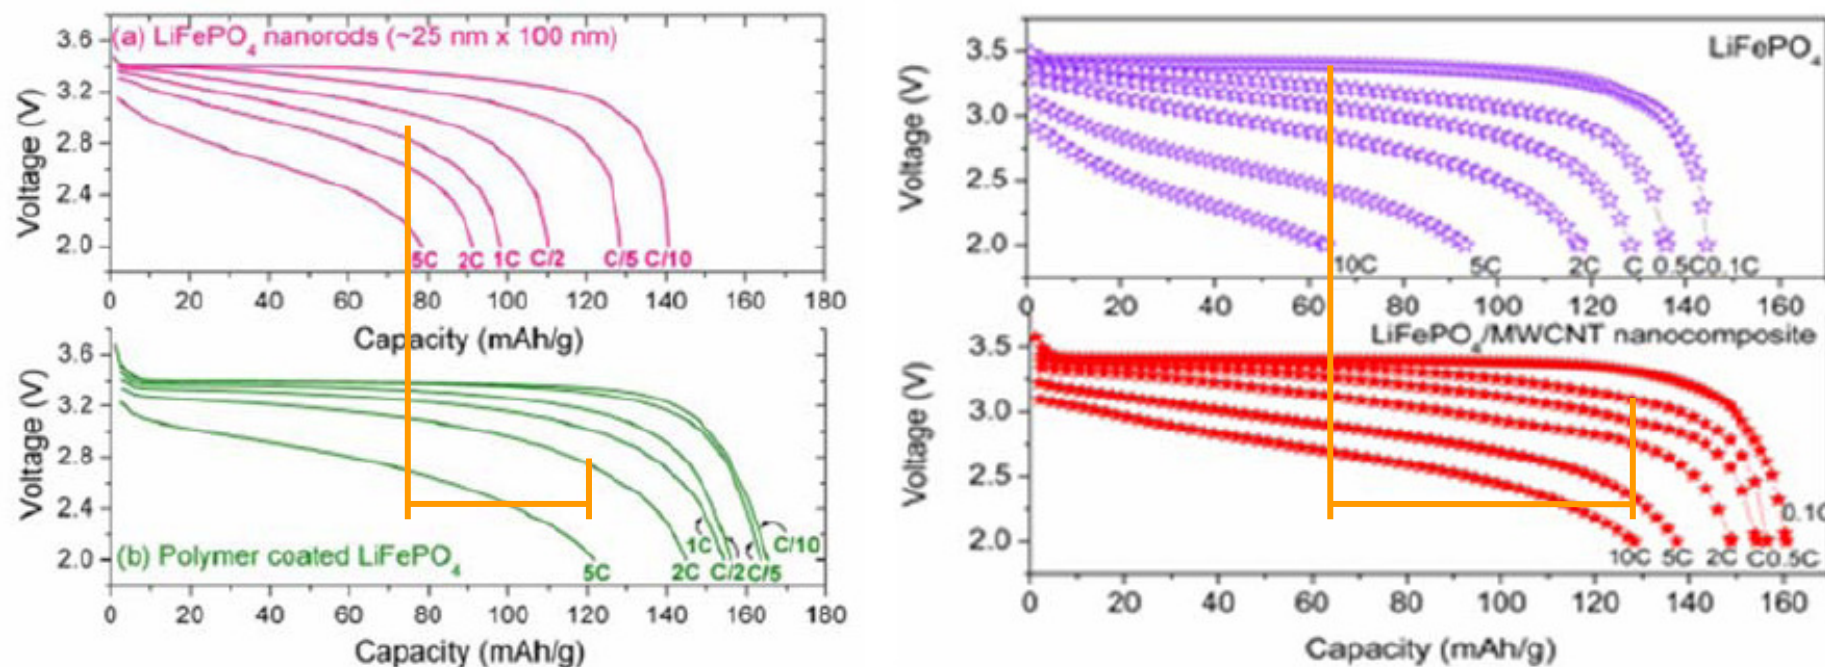 (a) LiFePO4 nanorods (~25 nm x 100 nm)
Voltage (V)
3.6
3.2
2.8
2.4
2.0
5C 2C 1C C/2 C/5 C/10
0 20 40 60 80 100 120 140 160 180
Capacity (mAh/g)
Voltage (V)
3.6
3.2
2.8
2.4
2.0
(b) Polymer coated LiFePO4
5C 2C 1C C/2 C/5 C/10
0 20 40 60 80 100 120 140 160 180
Capacity (mAh/g)
LiFePO4
Voltage (V)
3.5
3.0
2.5
2.0
10C 5C 2C C 0.5C 0.1C
0 20 40 60 80 100 120 140 160
LiFePO4/MWCNT nanocomposite
Voltage (V)
3.5
3.0
2.5
2.0
10C 5C 2C C 0.5C 0.1C
0 20 40 60 80 100 120 140 160
Capacity (mAh/g)